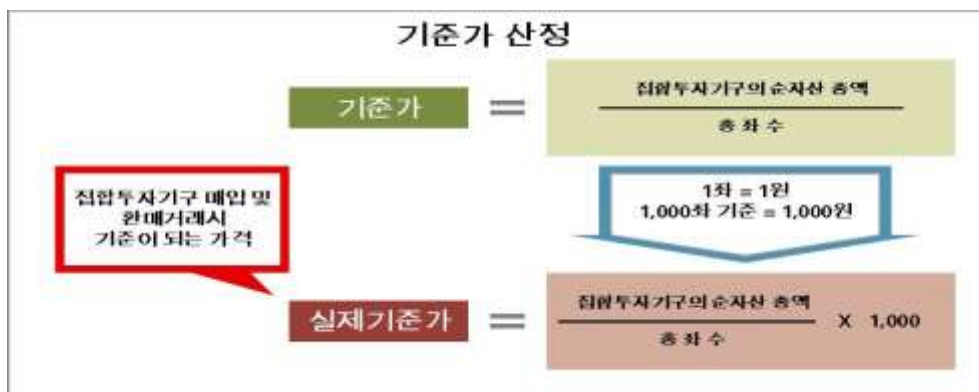 기준가 산정
기준가
=
집합투자기구의 순자산 총액
총 좌 수
집합투자기구 매입 및
환매거래시
기준이 되는 가격
1좌 = 1원
1,000좌 기준 = 1,000원
실제기준가
=
집합투자기구의 순자산 총액
총 좌 수
X 1,000